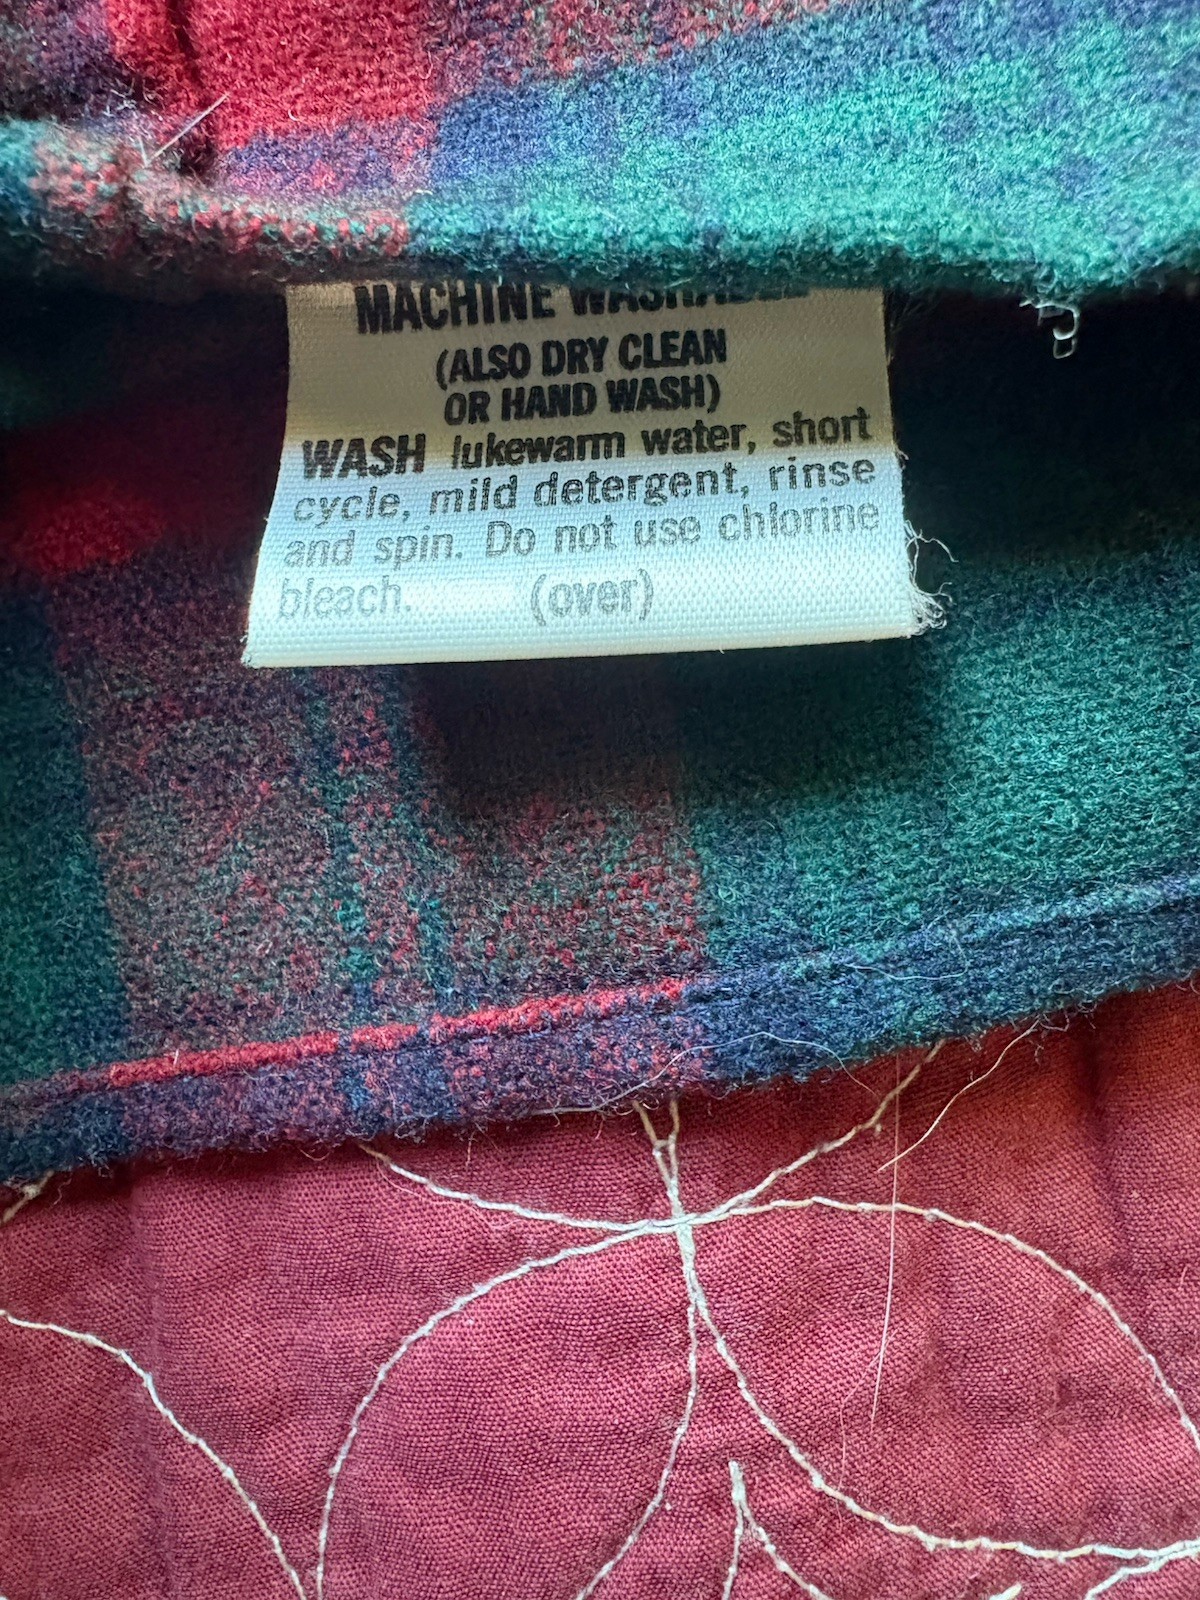 MACHINE WASHABLE
(ALSO DRY CLEAN
OR HAND WASH)
WASH lukewarm water, short
cycle, mild detergent, rinse
and spin. Do not use chlorine
bleach. (over)